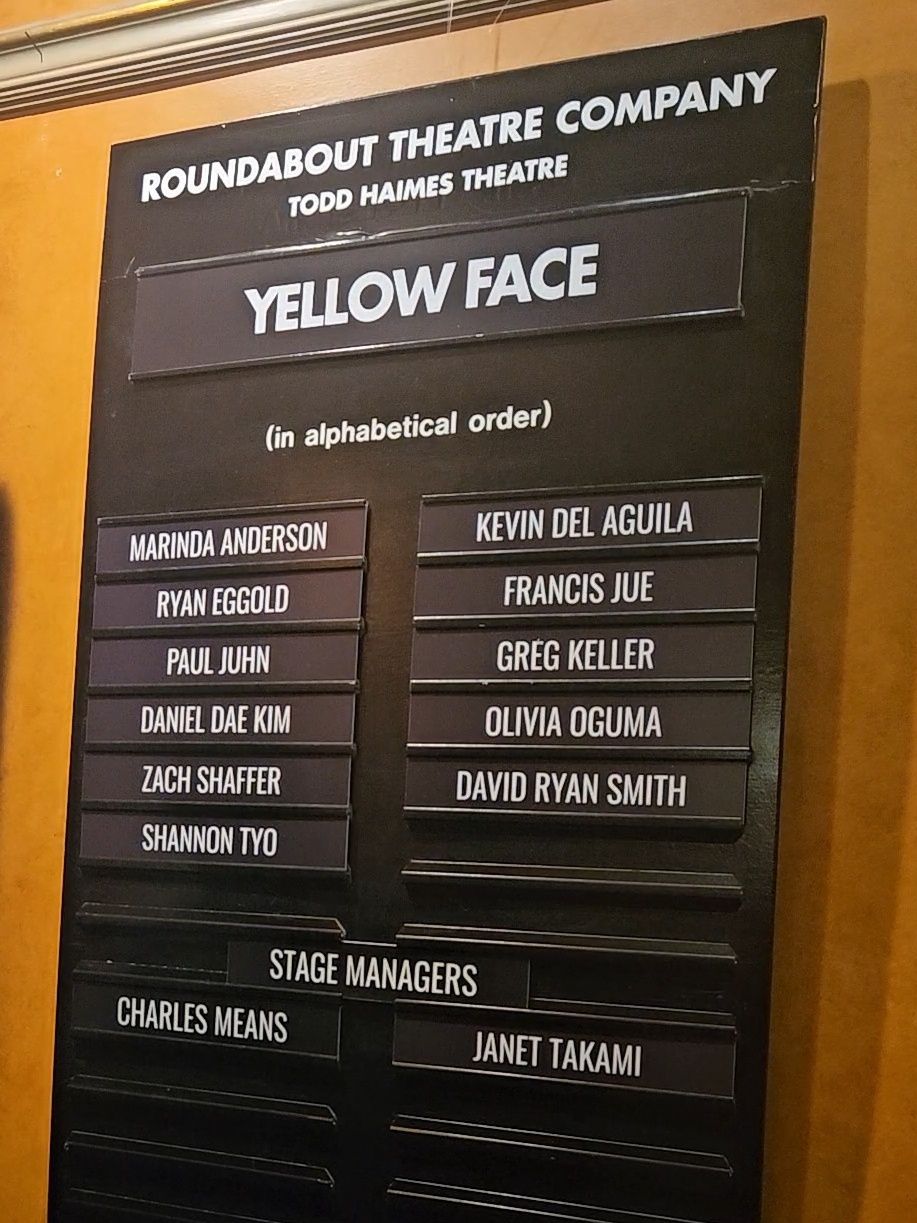 ROUNDABOUT THEATRE COMPANY
TODD HAIMES THEATRE
YELLOW FACE
(in alphabetical order)
MARINDA ANDERSON
KEVIN DEL AGUILA
RYAN EGGOLD
FRANCIS JUE
PAUL JUHN
GREG KELLER
DANIEL DAE KIM
OLIVIA OGUMA
ZACH SHAFFER
DAVID RYAN SMITH
SHANNON TYO
STAGE MANAGERS
CHARLES MEANS
JANET TAKAMI